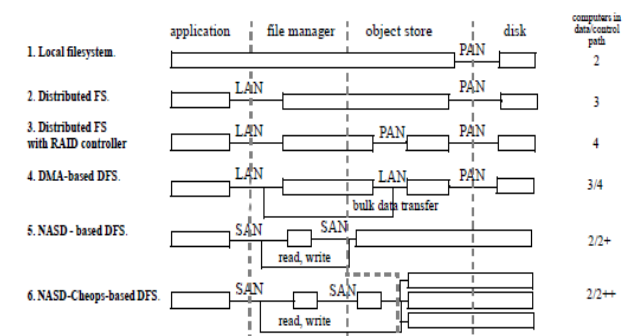 application file manager object store disk computers in data/control path
1. Local filesystem. PAN 2
2. Distributed FS. LAN PAN 3
3. Distributed FS with RAID controller LAN PAN PAN 4
4. DMA-based DFS. LAN LAN PAN 3/4
bulk data transfer
5. NASD - based DFS. SAN SAN 2/2+
read, write
6. NASD-Cheops-based DFS. SAN SAN 2/2++
read, write